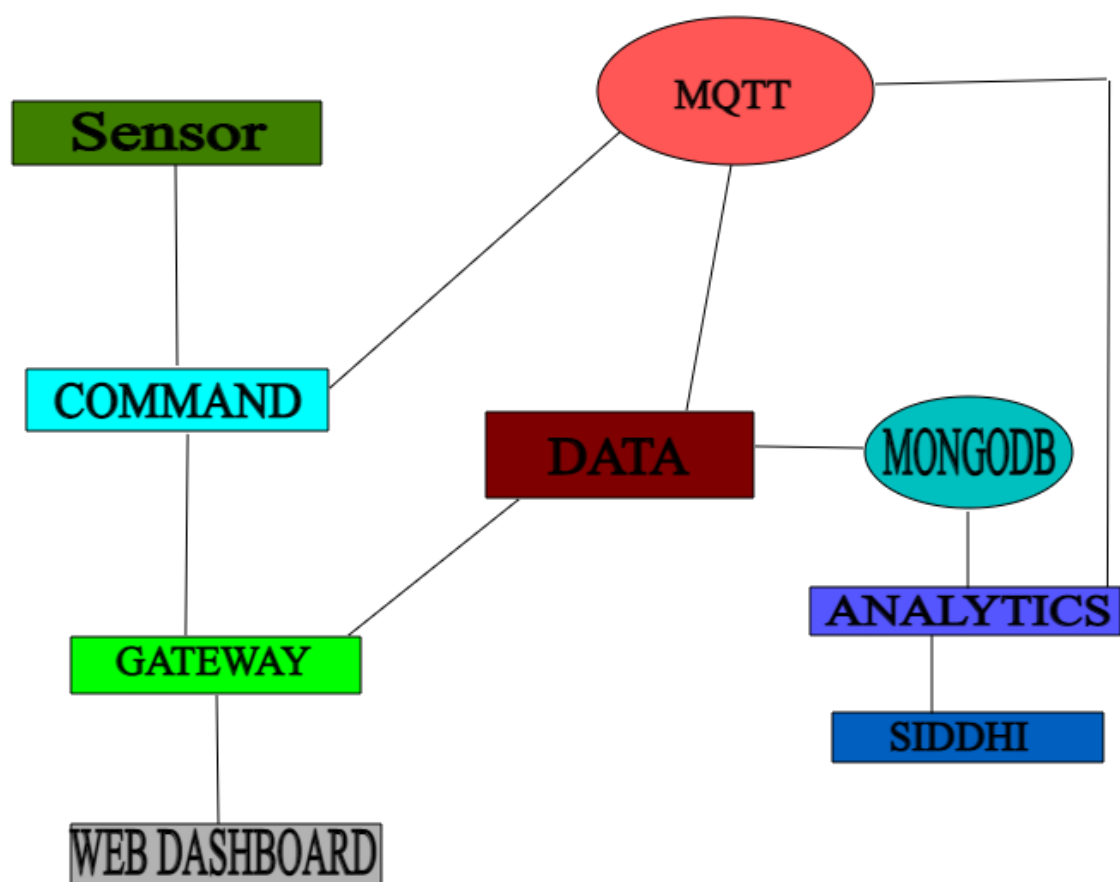 MQTT
Sensor
COMMAND
DATA
MONGODB
ANALYTICS
GATEWAY
SIDDHI
WEB DASHBOARD